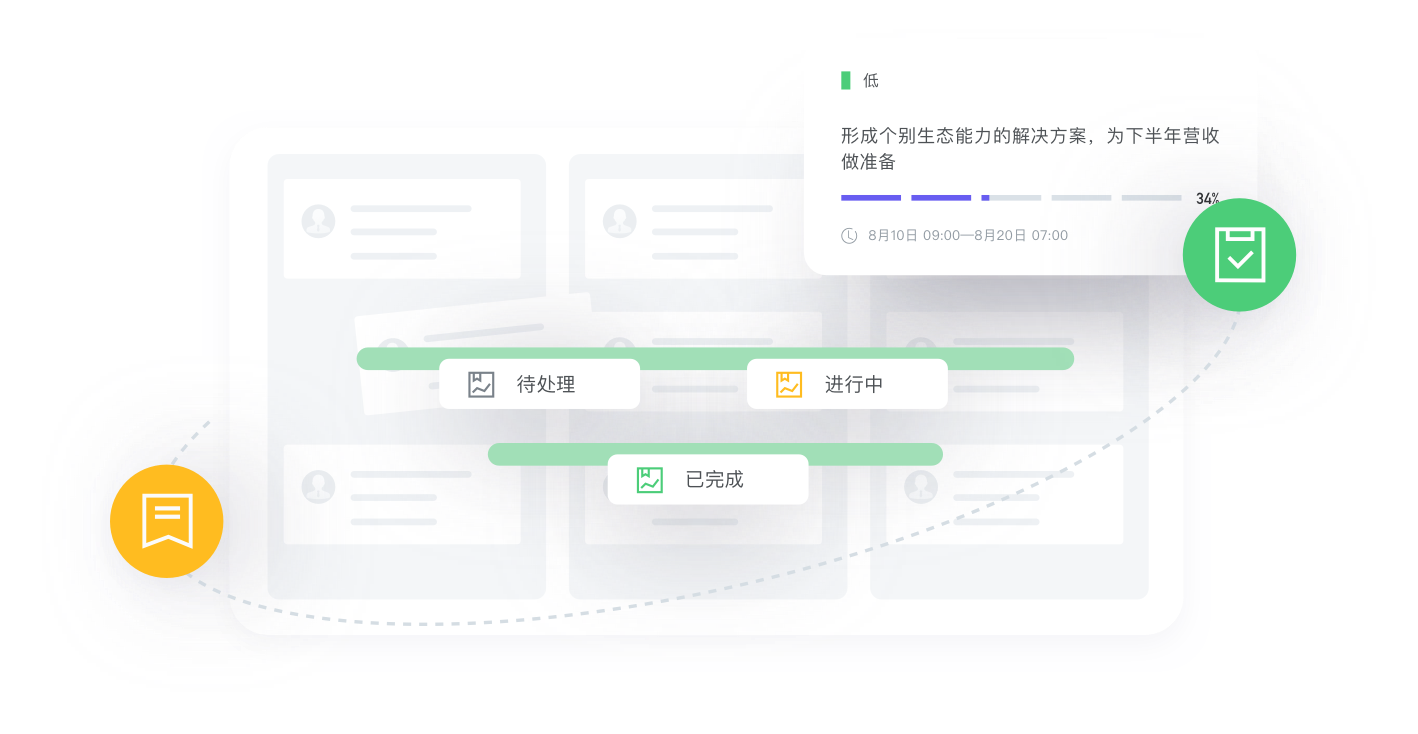 低
形成个别生态能力的解决方案，为下半年营收
做准备
34%
8月10日 09:00—8月20日 07:00
待处理
进行中
已完成